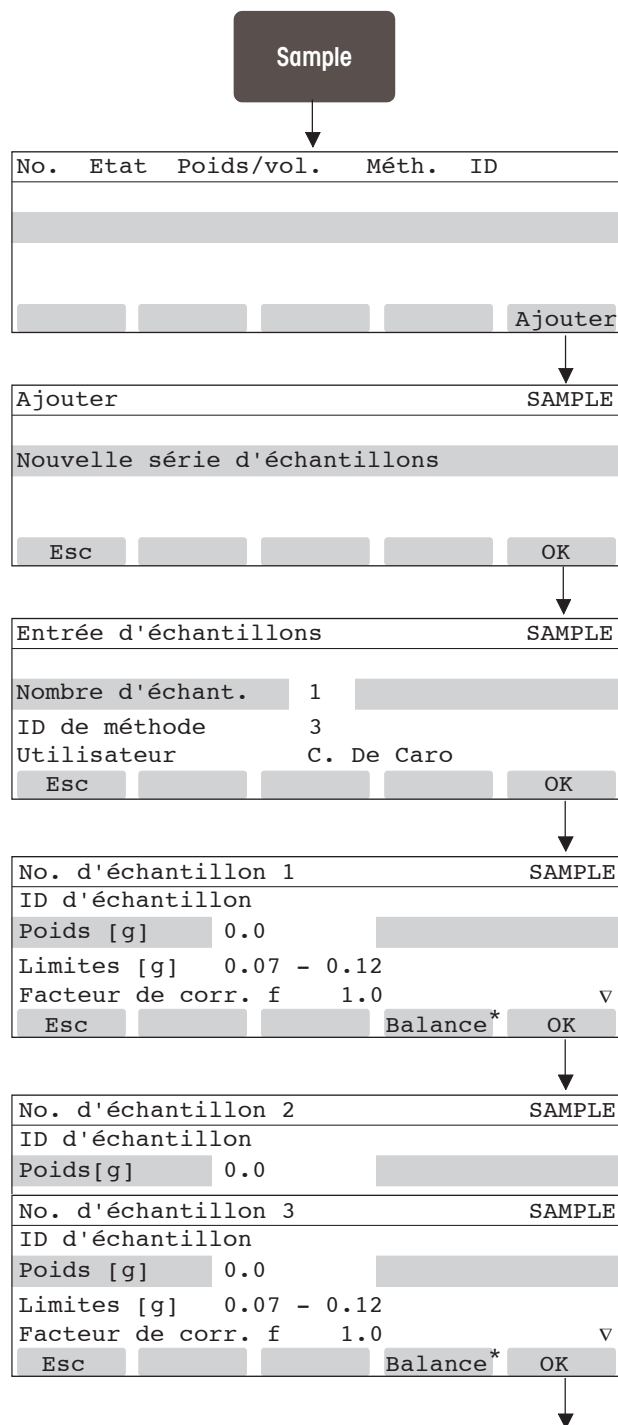 Sample
No. Etat Poids/vol. Méth. ID
Ajouter
Ajouter SAMPLE
Nouvelle série d'échantillons
Esc OK
Entrée d'échantillons SAMPLE
Nombre d'échant. 1
ID de méthode 3
Utilisateur C. De Caro
Esc OK
No. d'échantillon 1 SAMPLE
ID d'échantillon
Poids [g] 0.0
Limites [g] 0.07 - 0.12
Facteur de corr. f 1.0 ∇
Esc Balance* OK
No. d'échantillon 2 SAMPLE
ID d'échantillon
Poids[g] 0.0
No. d'échantillon 3 SAMPLE
ID d'échantillon
Poids [g] 0.0
Limites [g] 0.07 - 0.12
Facteur de corr. f 1.0 ∇
Esc Balance* OK